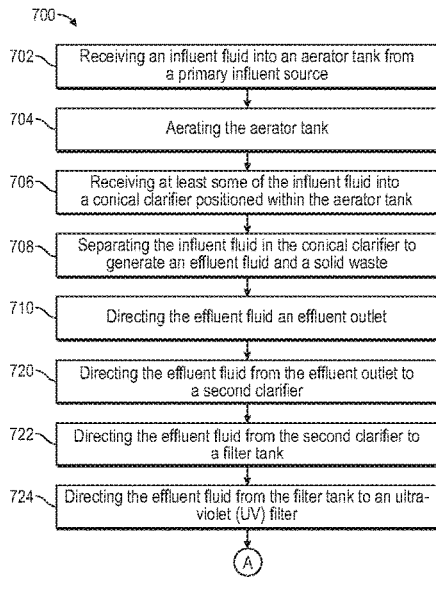 700
702
Receiving an influent fluid into an aerator tank from
a primary influent source
704
Aerating the aerator tank
706
Receiving at least some of the influent fluid into
a conical clarifier positioned within the aerator tank
708
Separating the influent fluid in the conical clarifier to
generate an effluent fluid and a solid waste
710
Directing the effluent fluid an effluent outlet
720
Directing the effluent fluid from the effluent outlet to
a second clarifier
722
Directing the effluent fluid from the second clarifier to
a filter tank
724
Directing the effluent fluid from the filter tank to an ultra-
violet (UV) filter
A